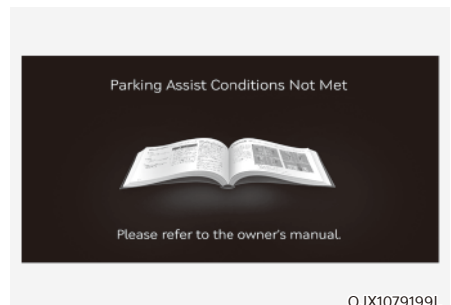 Parking Assist Conditions Not Met
Please refer to the owner's manual.
OJX1079199L